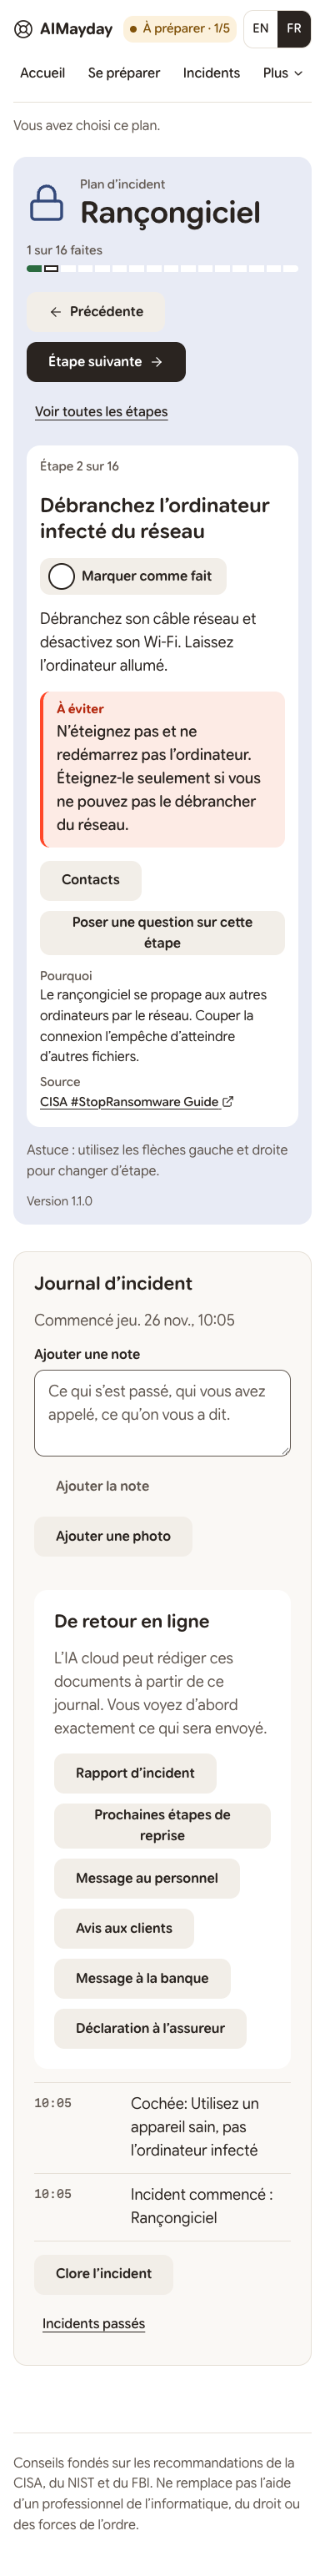 AIMayday
À préparer · 1/5
EN
FR
Accueil
Se préparer
Incidents
Plus
Vous avez choisi ce plan.
Plan d’incident
Rançongiciel
1 sur 16 faites
Précédente
Étape suivante
Voir toutes les étapes
Étape 2 sur 16
Débranchez l’ordinateur
infecté du réseau
Marquer comme fait
Débranchez son câble réseau et
désactivez son Wi-Fi. Laissez
l’ordinateur allumé.
À éviter
N’éteignez pas et ne
redémarrez pas l’ordinateur.
Éteignez-le seulement si vous
ne pouvez pas le débrancher
du réseau.
Contacts
Poser une question sur cette
étape
Pourquoi
Le rançongiciel se propage aux autres
ordinateurs par le réseau. Couper la
connexion l’empêche d’atteindre
d’autres fichiers.
Source
CISA #StopRansomware Guide
Astuce : utilisez les flèches gauche et droite
pour changer d’étape.
Version 1.1.0
Journal d’incident
Commencé jeu. 26 nov., 10:05
Ajouter une note
Ce qui s’est passé, qui vous avez
appelé, ce qu’on vous a dit.
Ajouter la note
Ajouter une photo
De retour en ligne
L’IA cloud peut rédiger ces
documents à partir de ce
journal. Vous voyez d’abord
exactement ce qui sera envoyé.
Rapport d’incident
Prochaines étapes de
reprise
Message au personnel
Avis aux clients
Message à la banque
Déclaration à l’assureur
10:05
Cochée: Utilisez un
appareil sain, pas
l’ordinateur infecté
10:05
Incident commencé :
Rançongiciel
Clore l’incident
Incidents passés
Conseils fondés sur les recommandations de la
CISA, du NIST et du FBI. Ne remplace pas l’aide
d’un professionnel de l’informatique, du droit ou
des forces de l’ordre.